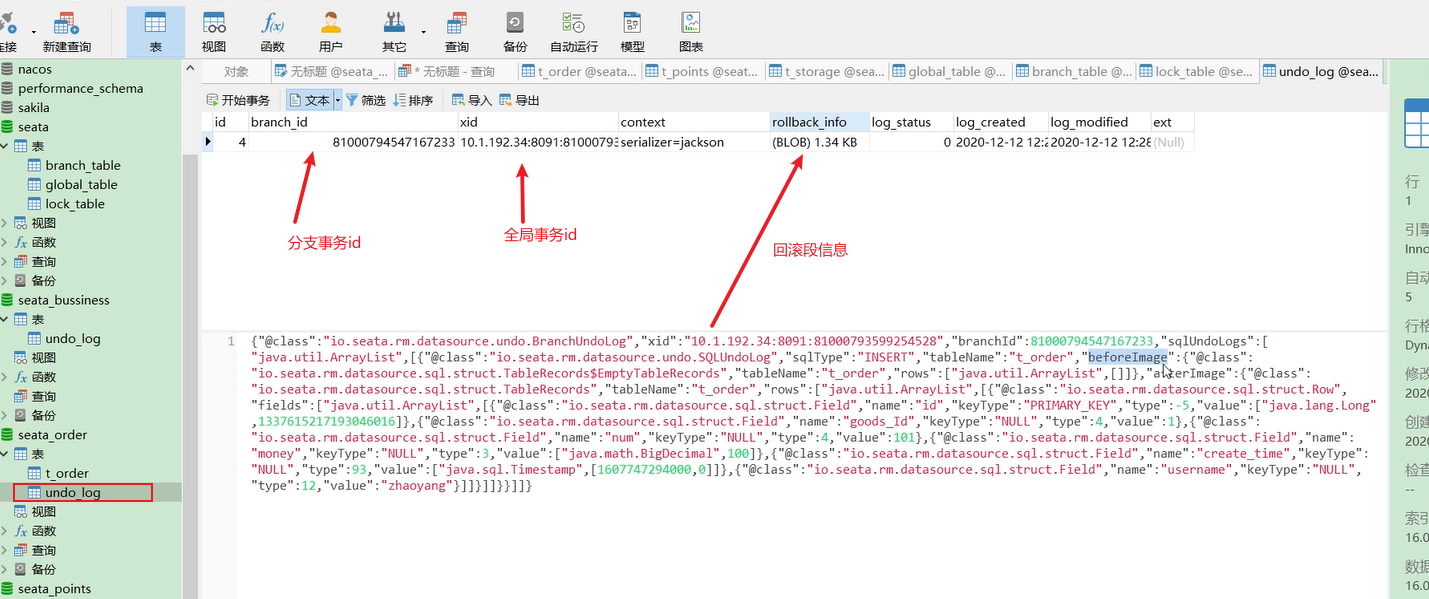 连接
新建查询
表
视图
函数
用户
其它
查询
备份
自动运行
模型
图表
nacos
performance_schema
sakila
seata
表
branch_table
global_table
lock_table
视图
函数
查询
备份
seata_bussiness
表
undo_log
视图
函数
查询
备份
seata_order
表
t_order
undo_log
视图
函数
查询
备份
seata_points
对象
无标题 @seata_...
* 无标题 - 查询
t_order @seata...
t_points @seat...
t_storage @sea...
global_table @...
branch_table @...
lock_table @se...
undo_log @sea...
开始事务
文本
筛选
排序
导入
导出
id branch_id xid context rollback_info log_status log_created log_modified ext
4 81000794547167233 10.1.192.34:8091:8100079 serializer=jackson (BLOB) 1.34 KB 0 2020-12-12 12:2 2020-12-12 12:28 (Null)
分支事务id
全局事务id
回滚段信息
1
{"@class":"io.seata.rm.datasource.undo.BranchUndoLog","xid":"10.1.192.34:8091:81000793599254528","branchId":81000794547167233,"sqlUndoLogs":[
"java.util.ArrayList",[{"@class":"io.seata.rm.datasource.undo.SQLUndoLog","sqlType":"INSERT","tableName":"t_order","beforeImage":{"@class":
"io.seata.rm.datasource.sql.struct.TableRecords$EmptyTableRecords","tableName":"t_order","rows":["java.util.ArrayList",[]]},"afterImage":{"@class":
"io.seata.rm.datasource.sql.struct.TableRecords","tableName":"t_order","rows":["java.util.ArrayList",[{"@class":"io.seata.rm.datasource.sql.struct.Row",
"fields":["java.util.ArrayList",[{"@class":"io.seata.rm.datasource.sql.struct.Field","name":"id","keyType":"PRIMARY_KEY","type":-5,"value":["java.lang.Long"
,1337615217193046016]},{"@class":"io.seata.rm.datasource.sql.struct.Field","name":"goods_Id","keyType":"NULL","type":4,"value":1},{"@class":
"io.seata.rm.datasource.sql.struct.Field","name":"num","keyType":"NULL","type":4,"value":101},{"@class":"io.seata.rm.datasource.sql.struct.Field","name":
"money","keyType":"NULL","type":3,"value":["java.math.BigDecimal",100]},{"@class":"io.seata.rm.datasource.sql.struct.Field","name":"create_time","keyType":
"NULL","type":93,"value":["java.sql.Timestamp",[1607747294000,0]]},{"@class":"io.seata.rm.datasource.sql.struct.Field","name":"username","keyType":"NULL",
"type":12,"value":"zhaoyang"}]]}]]}}]]}
行
1
引擎
Inno
自动
5
行格
Dyna
修改
2020
创建
2020
检查
--
索引
16.0
数据
16.0